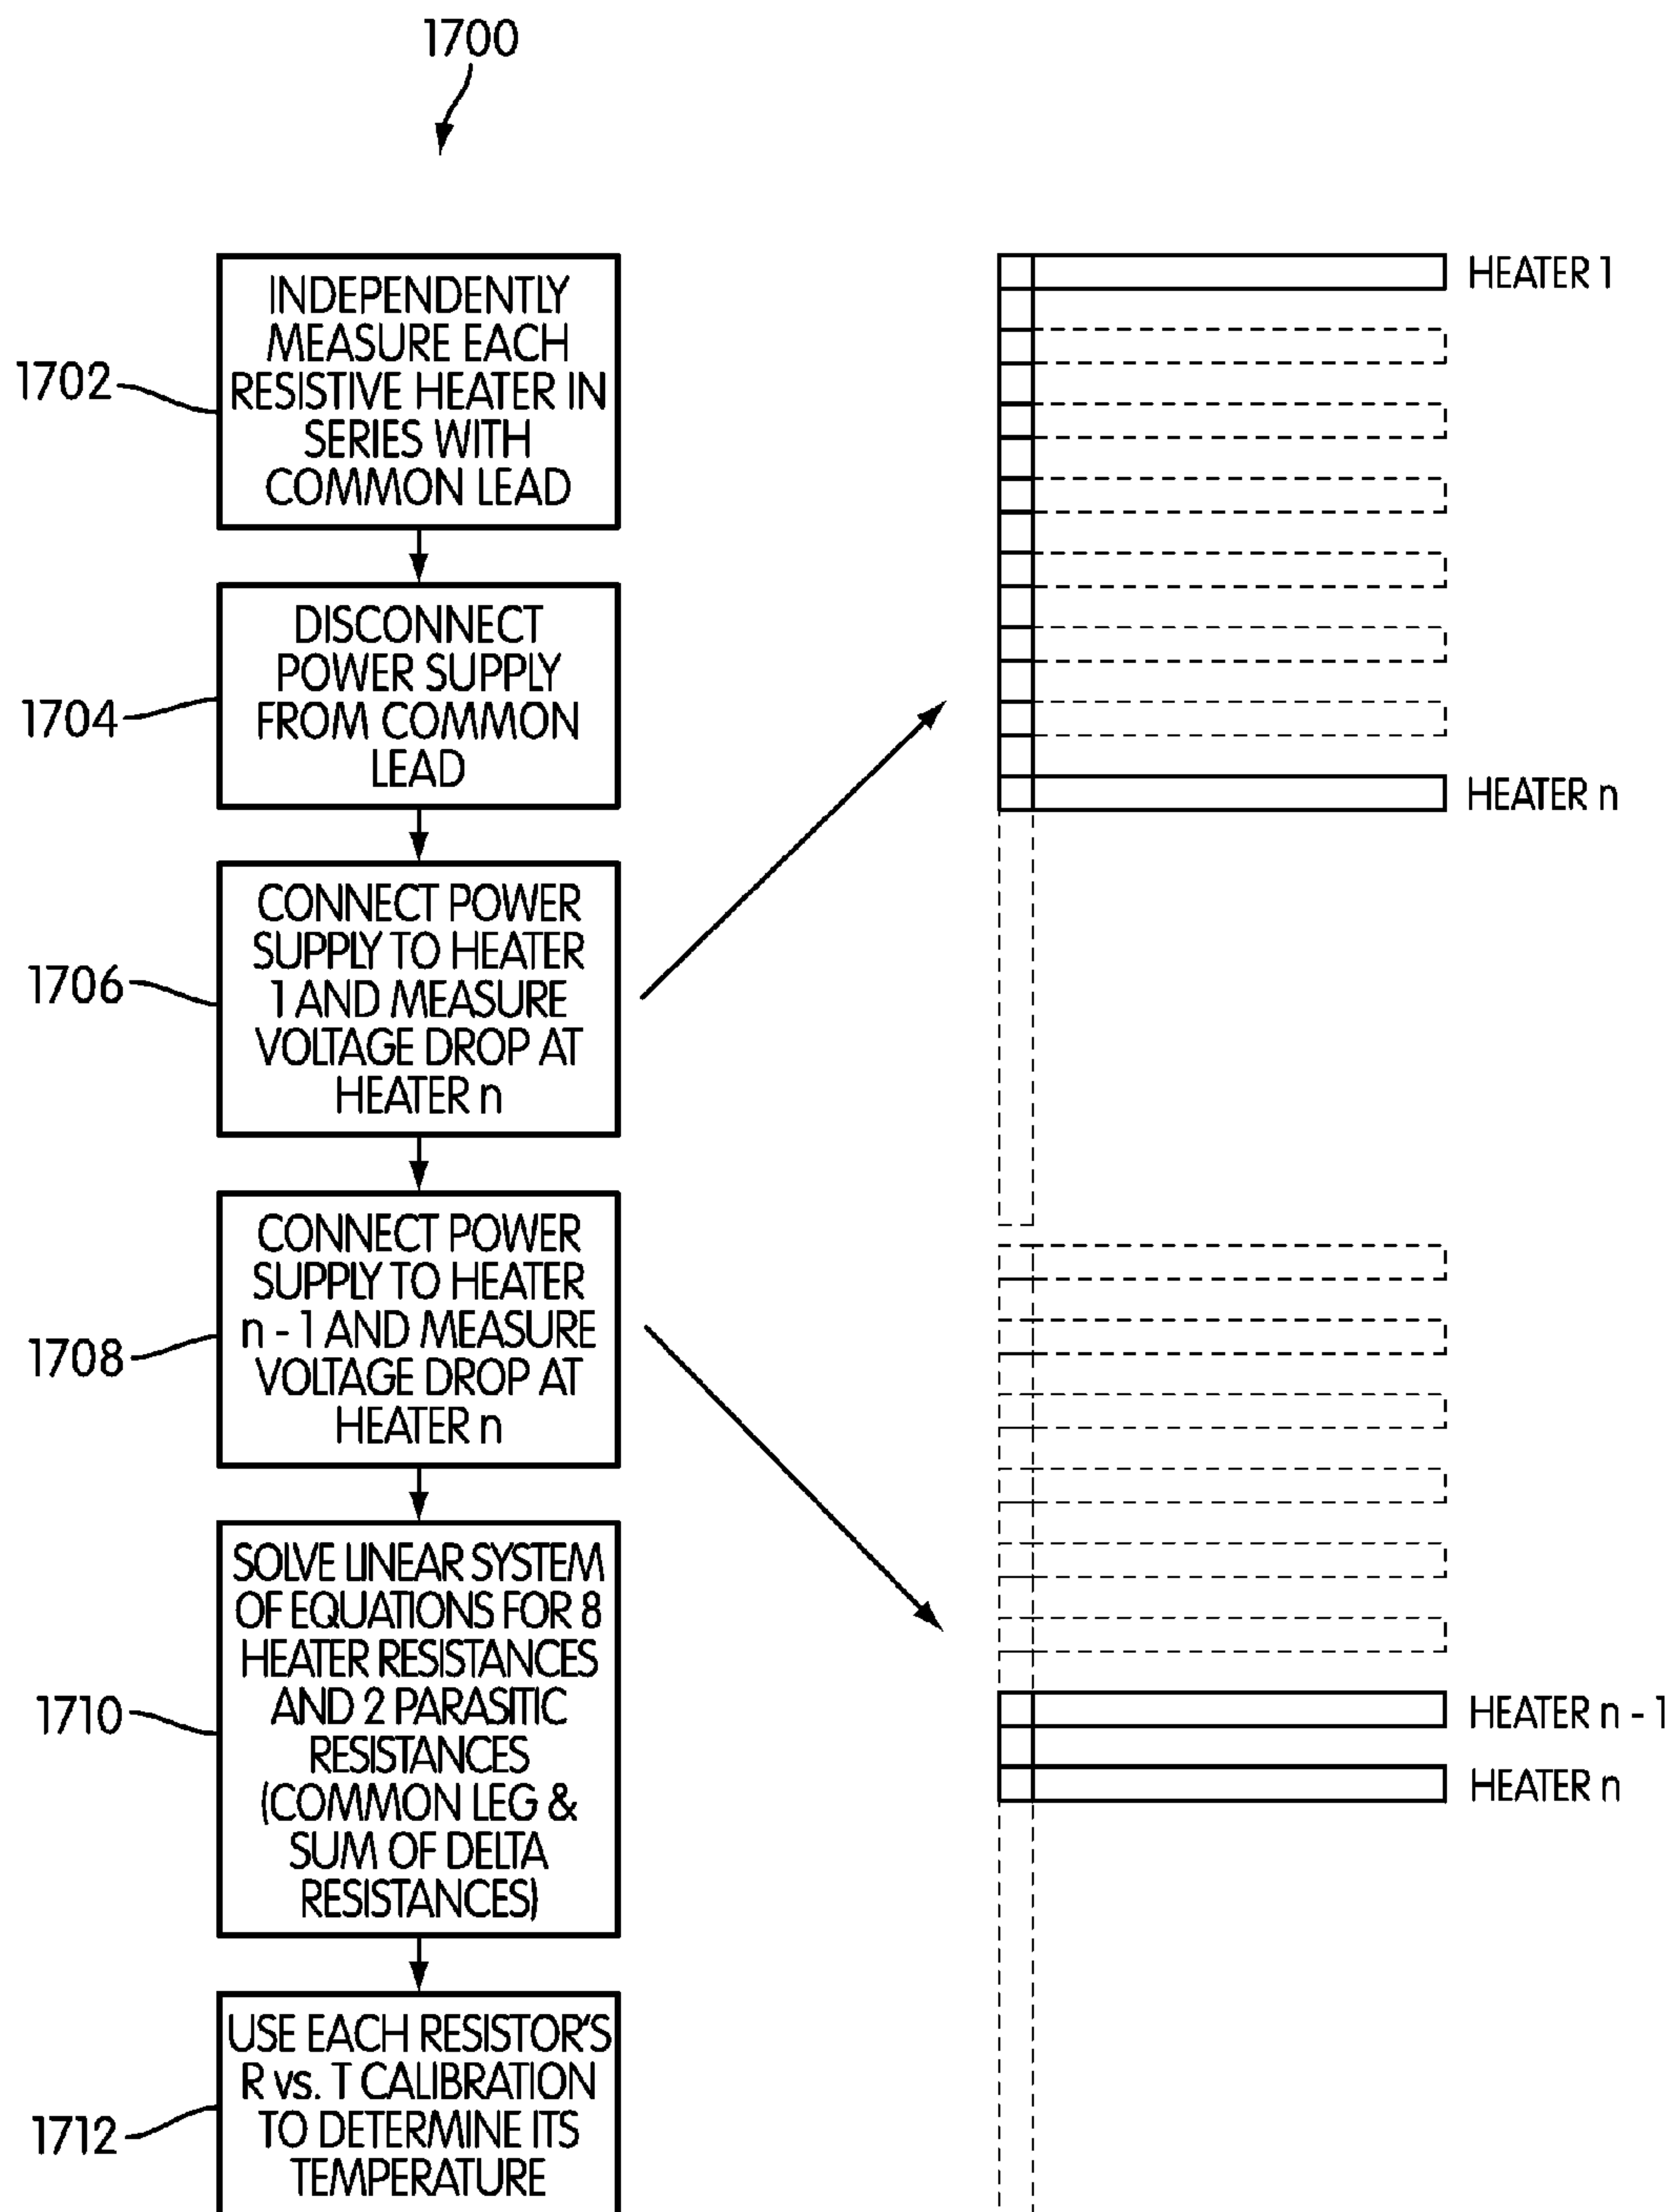 1700
1702
INDEPENDENTLY
MEASURE EACH
RESISTIVE HEATER IN
SERIES WITH
COMMON LEAD
1704
DISCONNECT
POWER SUPPLY
FROM COMMON
LEAD
1706
CONNECT POWER
SUPPLY TO HEATER
1 AND MEASURE
VOLTAGE DROP AT
HEATER n
1708
CONNECT POWER
SUPPLY TO HEATER
n - 1 AND MEASURE
VOLTAGE DROP AT
HEATER n
1710
SOLVE LINEAR SYSTEM
OF EQUATIONS FOR 8
HEATER RESISTANCES
AND 2 PARASITIC
RESISTANCES
(COMMON LEG &
SUM OF DELTA
RESISTANCES)
1712
USE EACH RESISTOR'S
R vs. T CALIBRATION
TO DETERMINE ITS
TEMPERATURE
HEATER 1
HEATER n
HEATER n - 1
HEATER n